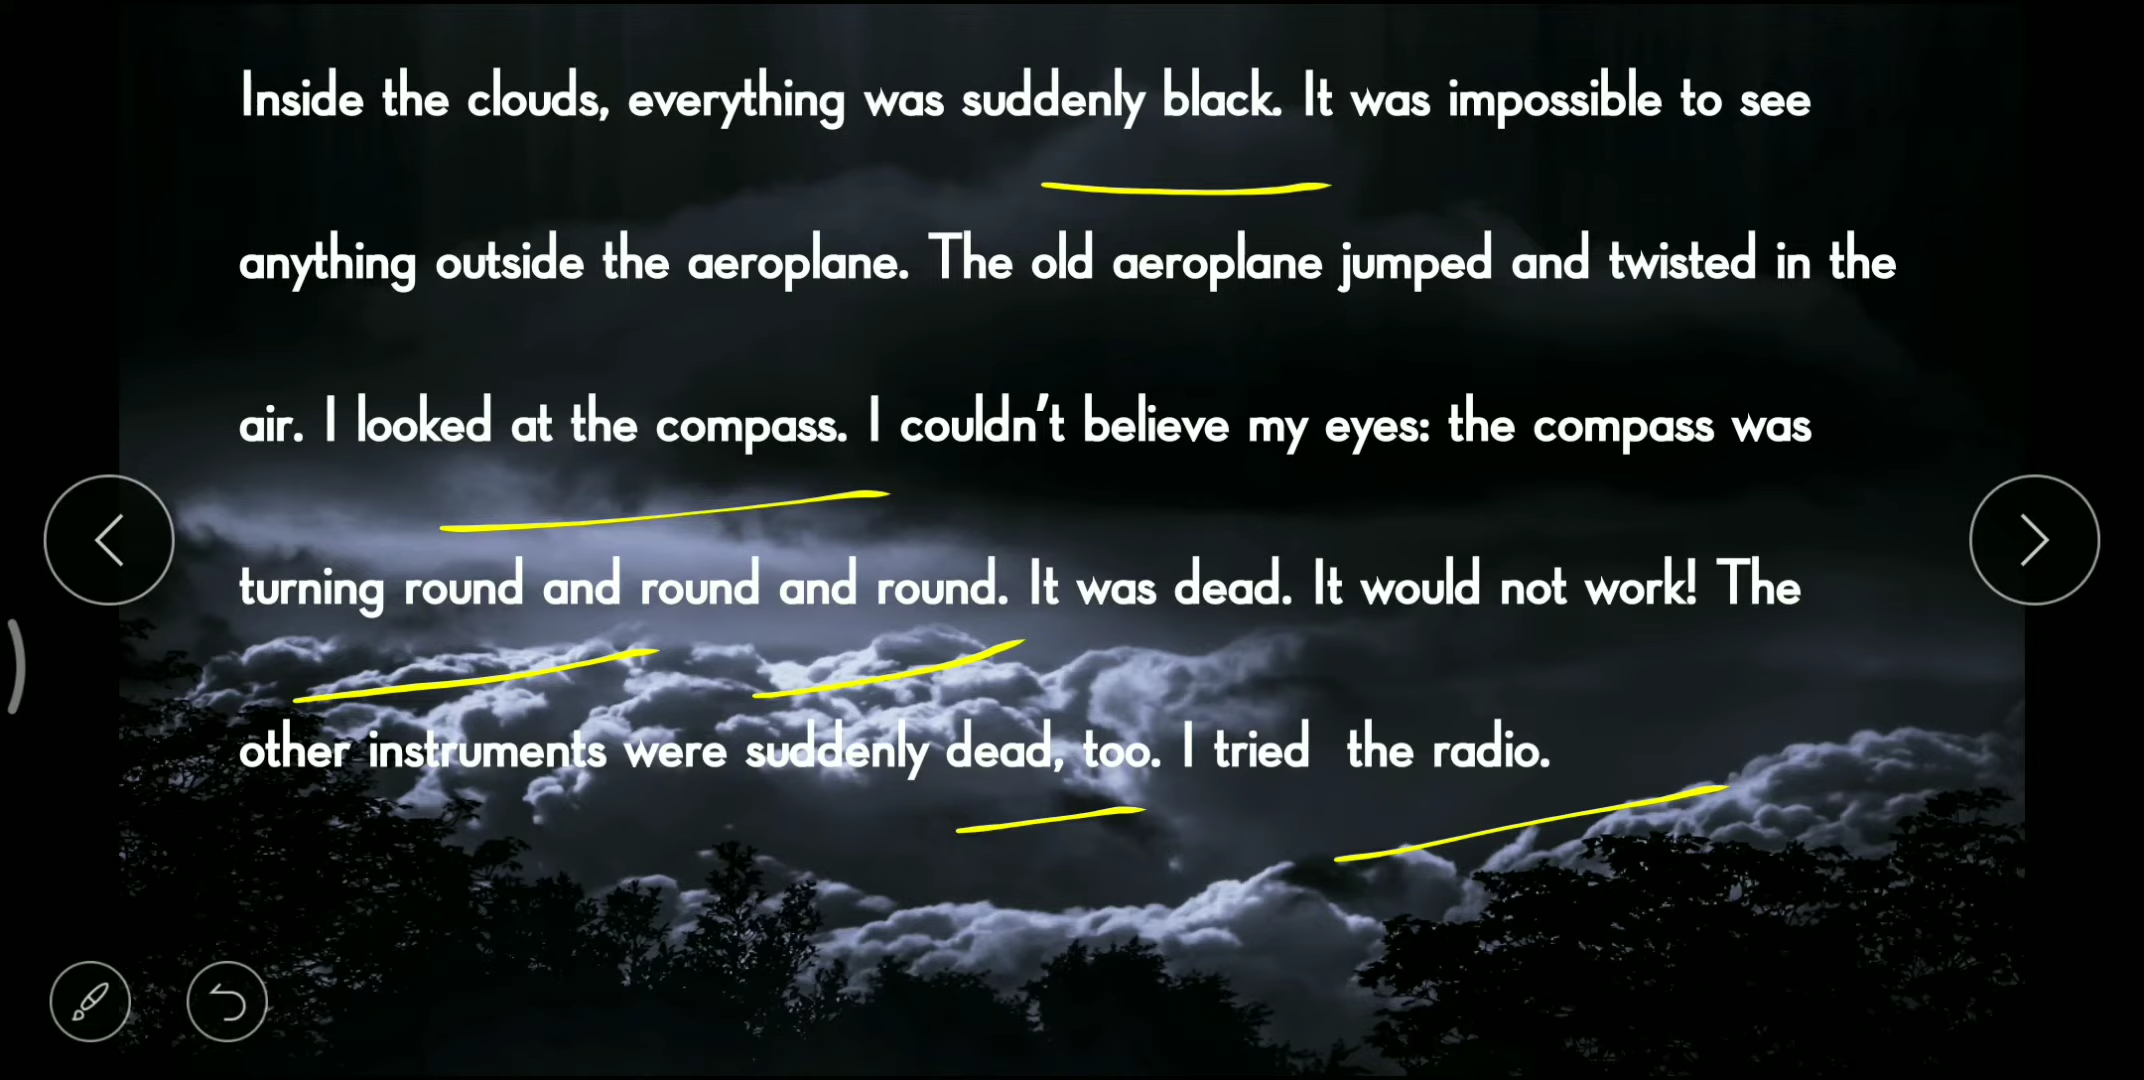 Inside the clouds, everything was suddenly black. It was impossible to see
anything outside the aeroplane. The old aeroplane jumped and twisted in the
air. I looked at the compass. I couldn't believe my eyes: the compass was
turning round and round and round. It was dead. It would not work! The
other instruments were suddenly dead, too. I tried  the radio.